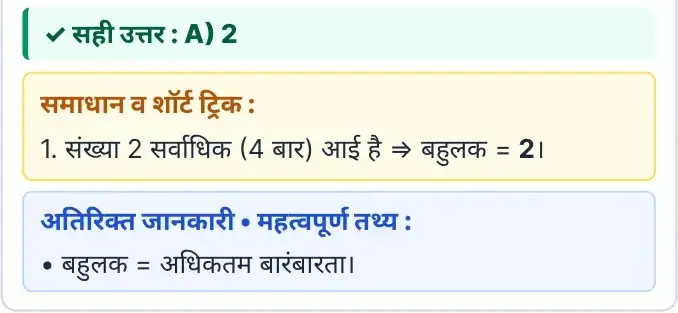 ✓ सही उत्तर : A) 2
समाधान व शॉर्ट ट्रिक :
1. संख्या 2 सर्वाधिक (4 बार) आई है ⇒ बहुलक = 2।
अतिरिक्त जानकारी • महत्वपूर्ण तथ्य :
• बहुलक = अधिकतम बारंबारता।